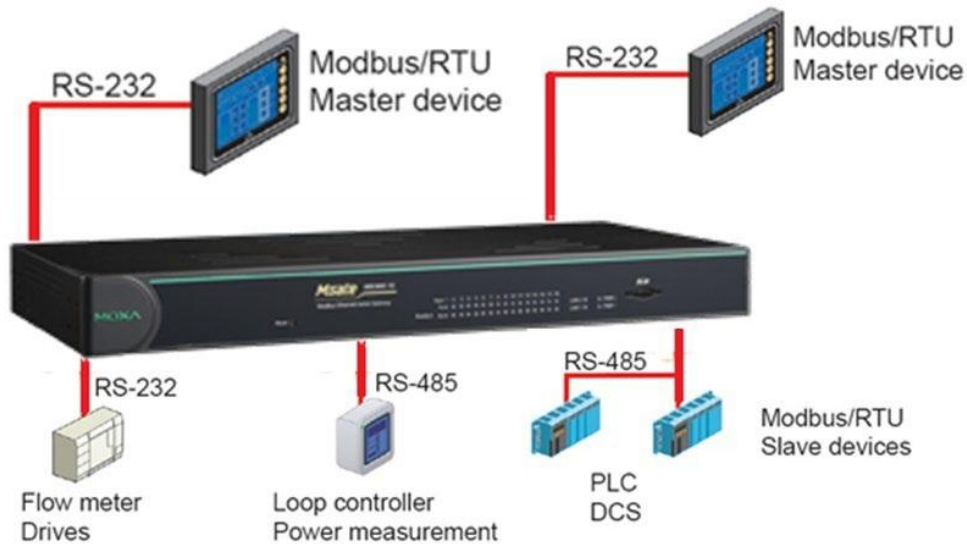 RS-232
Modbus/RTU
Master device
RS-232
Modbus/RTU
Master device
MOXA
RS-232
RS-485
RS-485
Flow meter
Drives
Loop controller
Power measurement
PLC
DCS
Modbus/RTU
Slave devices